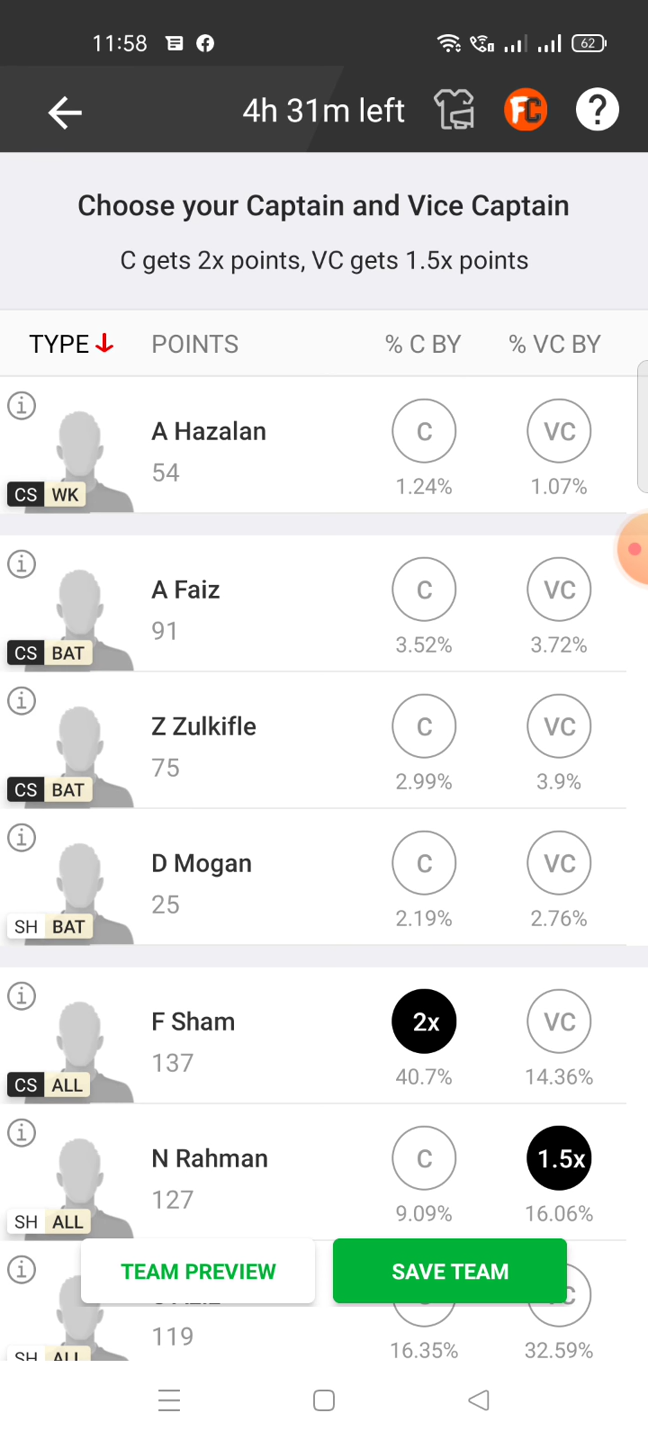 11:58
62
4h 31m left
FC
?
Choose your Captain and Vice Captain
C gets 2x points, VC gets 1.5x points
TYPE POINTS % C BY % VC BY
A Hazalan
54
CS WK
C
1.24%
VC
1.07%
A Faiz
91
CS BAT
C
3.52%
VC
3.72%
Z Zulkifle
75
CS BAT
C
2.99%
VC
3.9%
D Mogan
25
SH BAT
C
2.19%
VC
2.76%
F Sham
137
CS ALL
2x
40.7%
VC
14.36%
N Rahman
127
SH ALL
C
9.09%
1.5x
16.06%
TEAM PREVIEW
SAVE TEAM
119
SH ALL
16.35%
32.59%